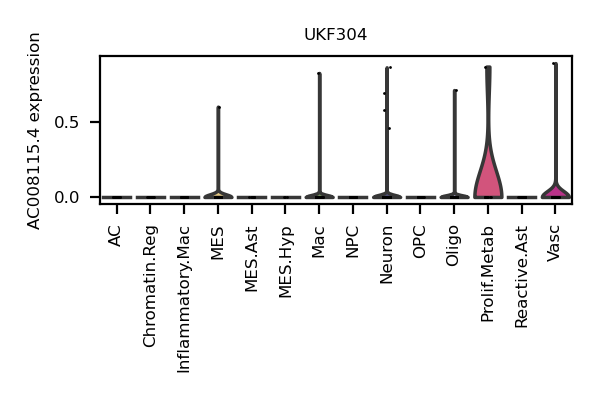 UKF304
AC008115.4 expression
0.5
0.0
AC
Chromatin.Reg
Inflammatory.Mac
MES
MES.Ast
MES.Hyp
Mac
NPC
Neuron
OPC
Oligo
Prolif.Metab
Reactive.Ast
Vasc